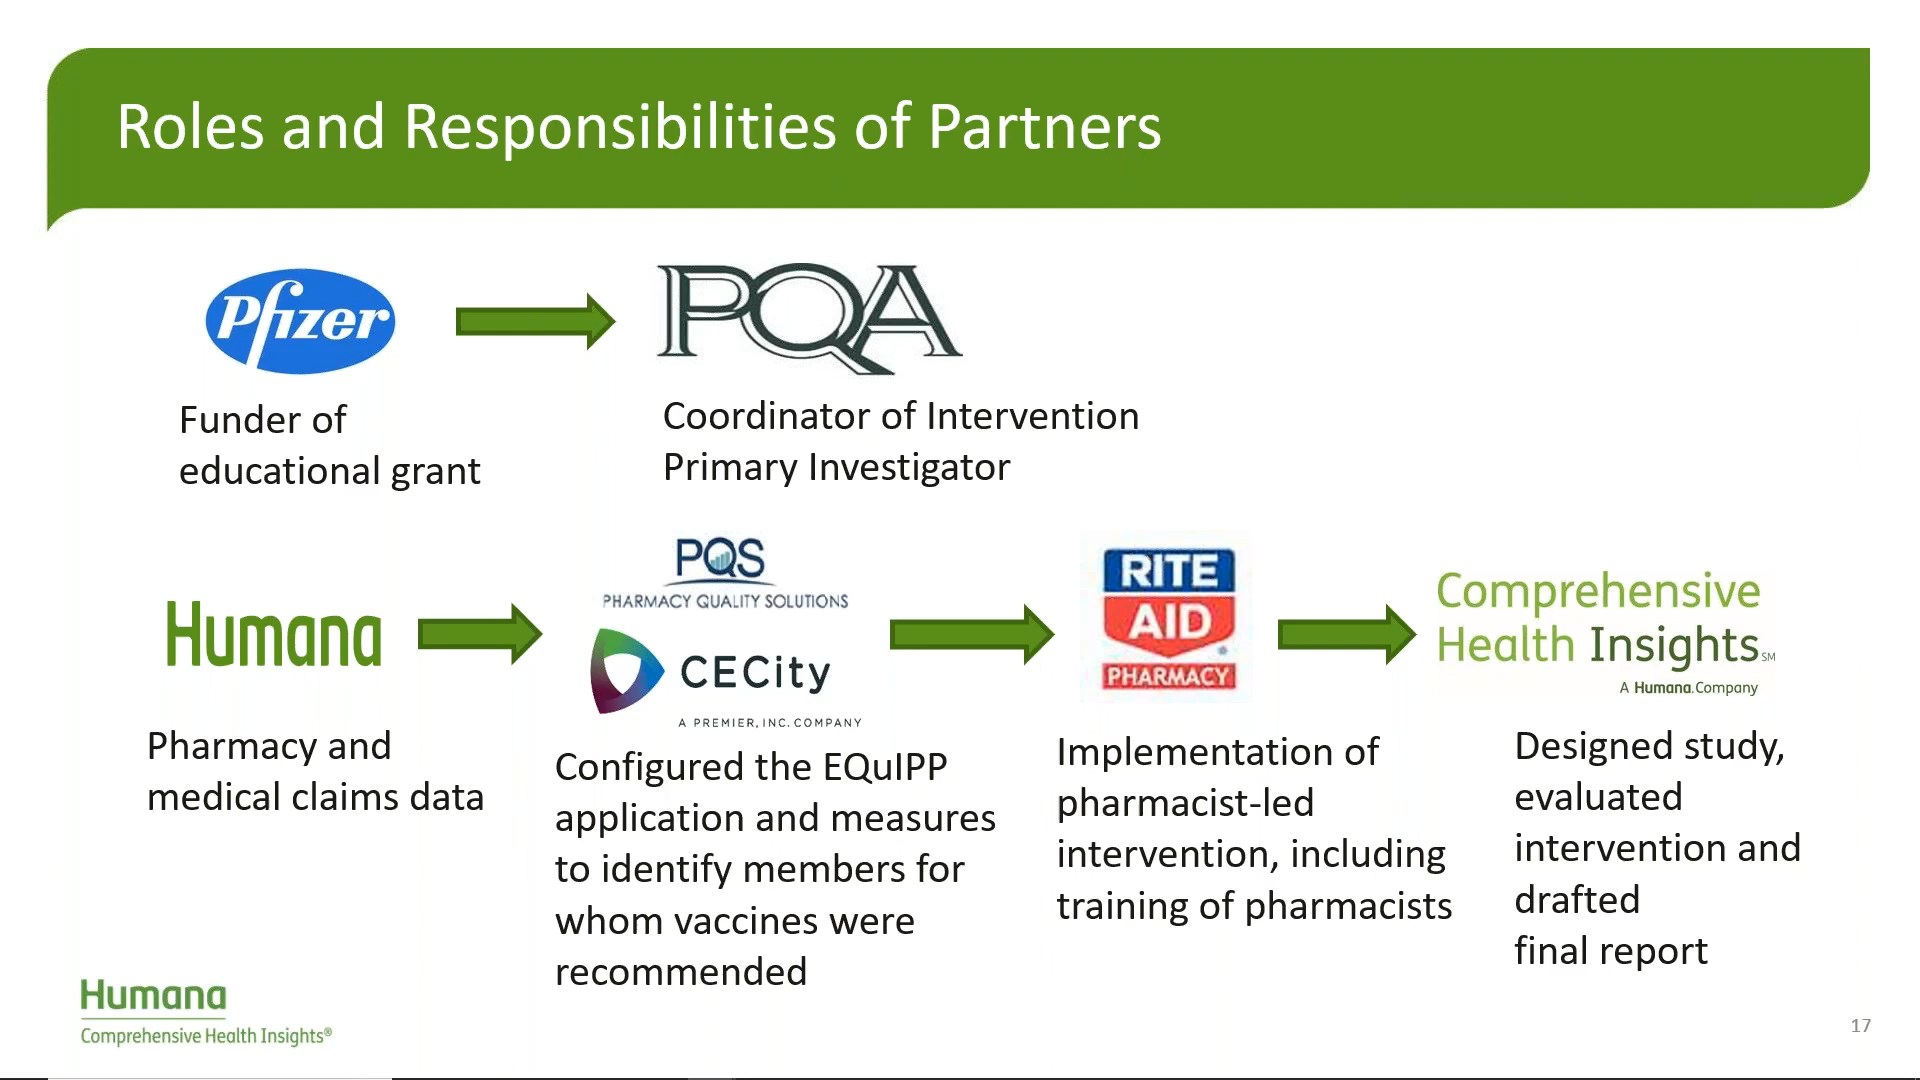 Roles and Responsibilities of Partners
Pfizer
PQA
Funder of
educational grant
Coordinator of Intervention
Primary Investigator
Humana
PQS
PHARMACY QUALITY SOLUTIONS
CECity
A PREMIER, INC. COMPANY
RITE
AID
PHARMACY
Comprehensive
Health Insights SM
A Humana Company
Pharmacy and
medical claims data
Configured the EQuIPP
application and measures
to identify members for
whom vaccines were
recommended
Implementation of
pharmacist-led
intervention, including
training of pharmacists
Designed study,
evaluated
intervention and
drafted
final report
Humana
Comprehensive Health Insights®
17